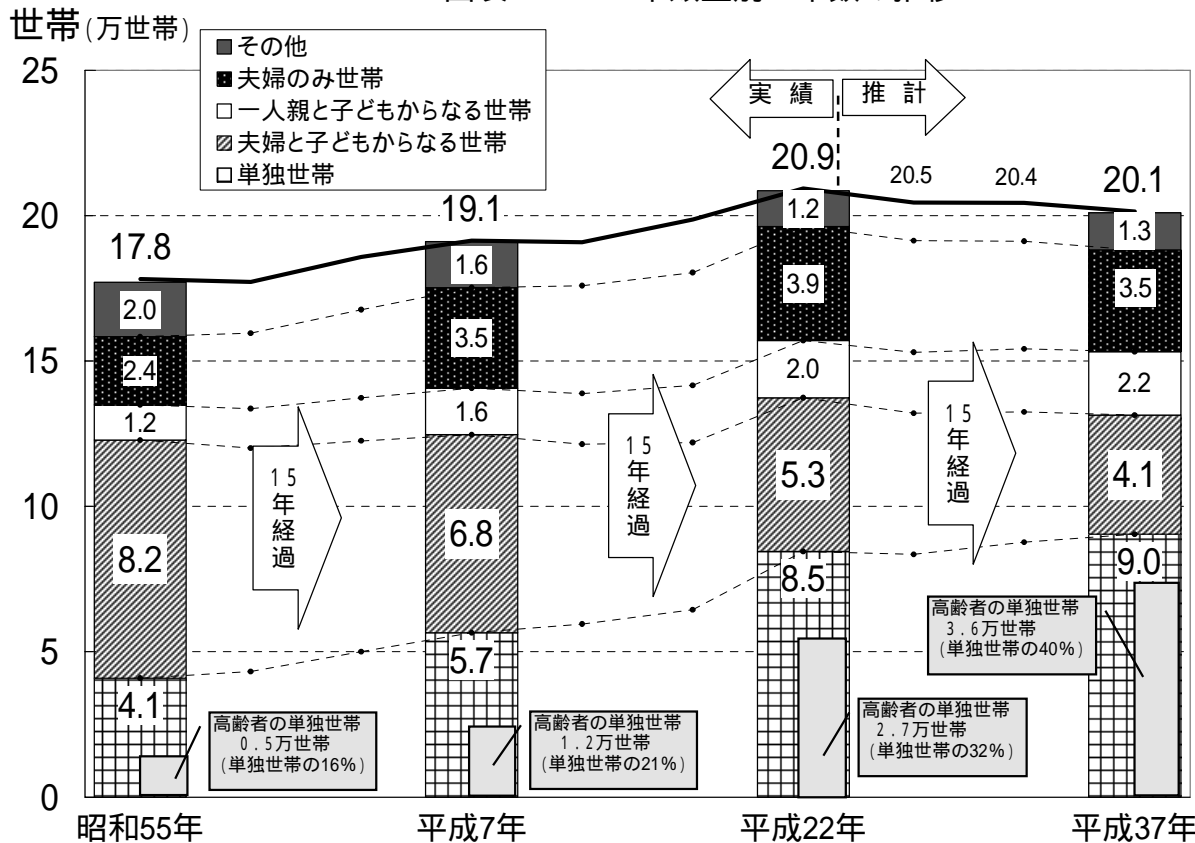 世帯(万世帯)
その他
夫婦のみ世帯
一人親と子どもからなる世帯
夫婦と子どもからなる世帯
単独世帯
実績
推計
25
20
15
10
5
0
17.8
2.0
2.4
1.2
8.2
4.1
高齢者の単独世帯
0.5万世帯
(単独世帯の16%)
15年経過
19.1
1.6
3.5
1.6
6.8
5.7
高齢者の単独世帯
1.2万世帯
(単独世帯の21%)
15年経過
20.9
1.2
3.9
2.0
5.3
8.5
高齢者の単独世帯
2.7万世帯
(単独世帯の32%)
15年経過
20.5
20.4
20.1
1.3
3.5
2.2
4.1
9.0
高齢者の単独世帯
3.6万世帯
(単独世帯の40%)
昭和55年
平成7年
平成22年
平成37年